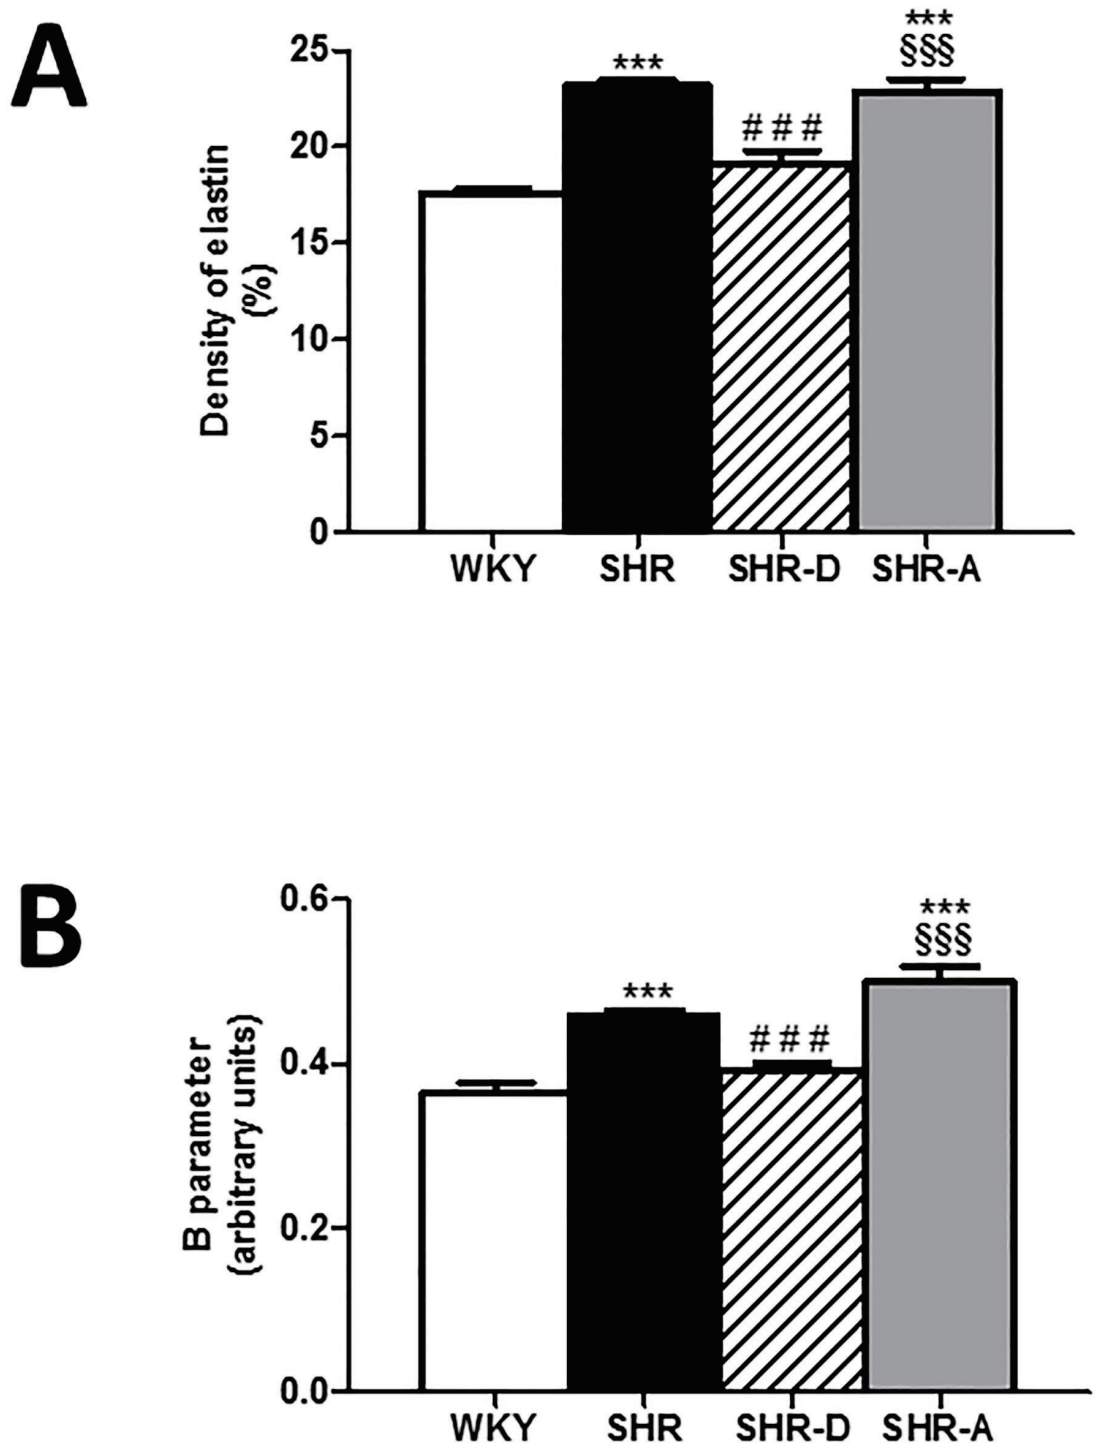 A
25
20
15
10
5
0
Density of elastin
(%)
***
# # #
***
§§§
WKY
SHR
SHR-D
SHR-A
B
0.6
0.4
0.2
0.0
B parameter
(arbitrary units)
***
# # #
***
§§§
WKY
SHR
SHR-D
SHR-A